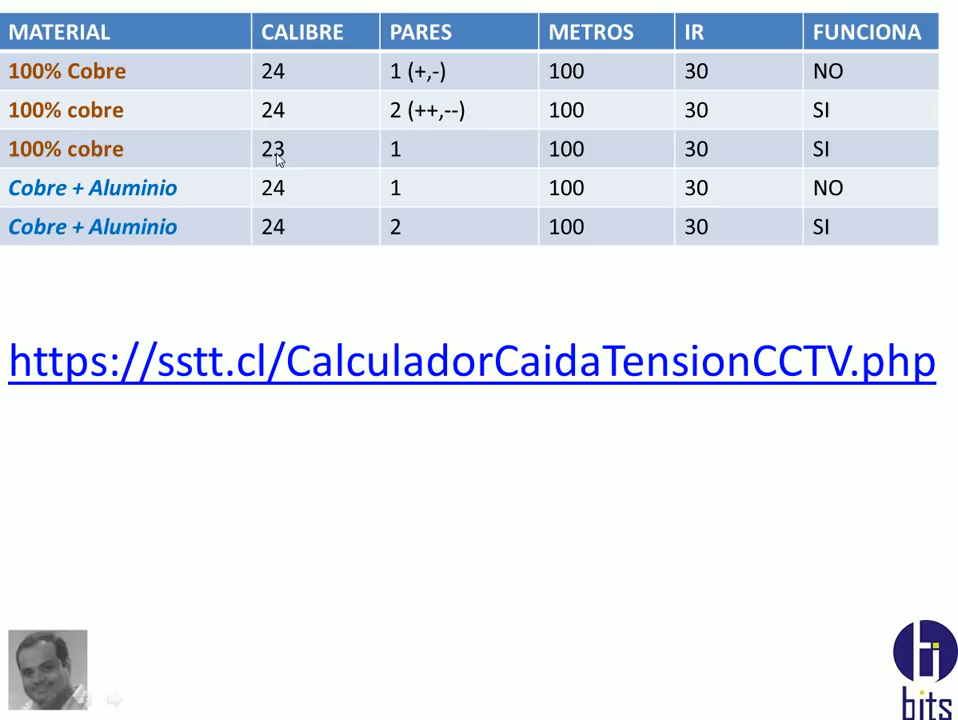 MATERIAL CALIBRE PARES METROS IR FUNCIONA
100% Cobre 24 1 (+,-) 100 30 NO
100% cobre 24 2 (++,--) 100 30 SI
100% cobre 23 1 100 30 SI
Cobre + Aluminio 24 1 100 30 NO
Cobre + Aluminio 24 2 100 30 SI
https://sstt.cl/CalculadorCaidaTensionCCTV.php
bits